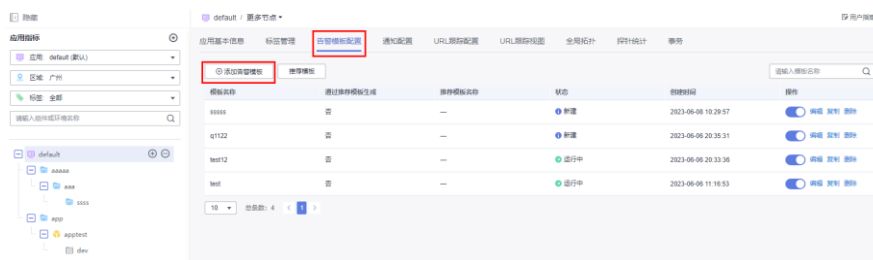 隐藏
default / 更多节点
用户指南
应用指标
应用 default (默认)
区域 广州
标签 全部
请输入组件或环境名称
default
aaaaa
aaa
ssss
app
apptest
dev
应用基本信息 标签管理 告警模板配置 通知配置 URL跟踪配置 URL跟踪视图 全局拓扑 探针统计 事务
添加告警模板 推荐模板 请输入模板名称
模板名称 通过推荐模板生成 推荐模板名称 状态 创建时间 操作
sssss 否 — 新建 2023-06-08 10:29:57 编辑 复制 删除
q1122 否 — 新建 2023-06-06 20:35:31 编辑 复制 删除
test12 否 — 运行中 2023-06-06 20:33:36 编辑 复制 删除
test 否 — 运行中 2023-06-06 11:16:53 编辑 复制 删除
10 总条数: 4 < 1 >